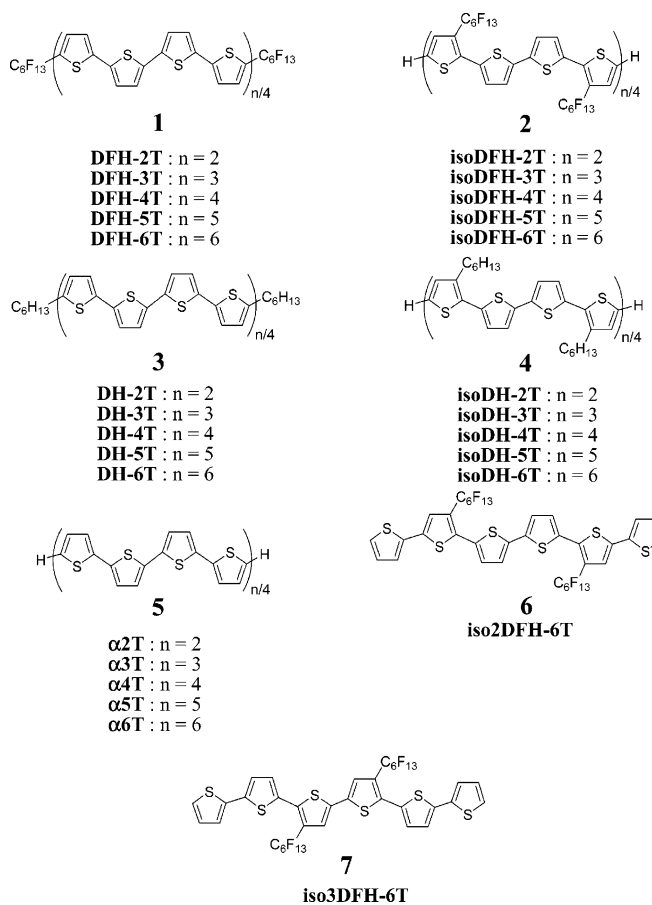 C6F13 S S S S C6F13
n/4
1
DFH-2T : n = 2
DFH-3T : n = 3
DFH-4T : n = 4
DFH-5T : n = 5
DFH-6T : n = 6
C6F13
H S S S S H
C6F13
n/4
2
isoDFH-2T : n = 2
isoDFH-3T : n = 3
isoDFH-4T : n = 4
isoDFH-5T : n = 5
isoDFH-6T : n = 6
C6H13 S S S S C6H13
n/4
3
DH-2T : n = 2
DH-3T : n = 3
DH-4T : n = 4
DH-5T : n = 5
DH-6T : n = 6
C6H13
H S S S S H
C6H13
n/4
4
isoDH-2T : n = 2
isoDH-3T : n = 3
isoDH-4T : n = 4
isoDH-5T : n = 5
isoDH-6T : n = 6
H S S S S H
n/4
5
α2T : n = 2
α3T : n = 3
α4T : n = 4
α5T : n = 5
α6T : n = 6
C6F13
S S S S S S
C6F13
6
iso2DFH-6T
C6F13
S S S S S S
C6F13
7
iso3DFH-6T